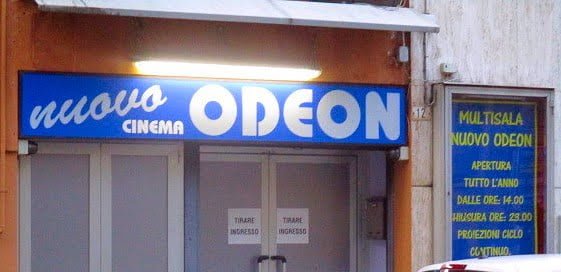 nuovo
CINEMA
ODEON
12
TIRARE
INGRESSO
TIRARE
INGRESSO
MULTISALA
NUOVO ODEON
APERTURA
TUTTO L'ANNO
DALLE ORE: 14.00
CHIUSURA ORE: 23.00
PROIEZIONI CICLO
CONTINUO